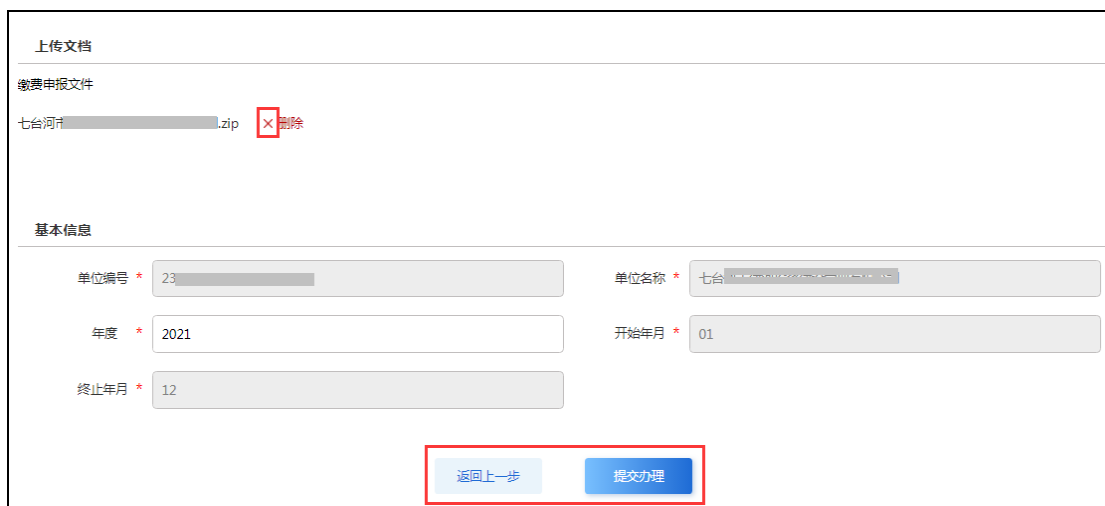 上传文档
缴费申报文件
七台河市 .zip ×删除
基本信息
单位编号 * 23
单位名称 * 七台
年度 * 2021
开始年月 * 01
终止年月 * 12
返回上一步 提交办理